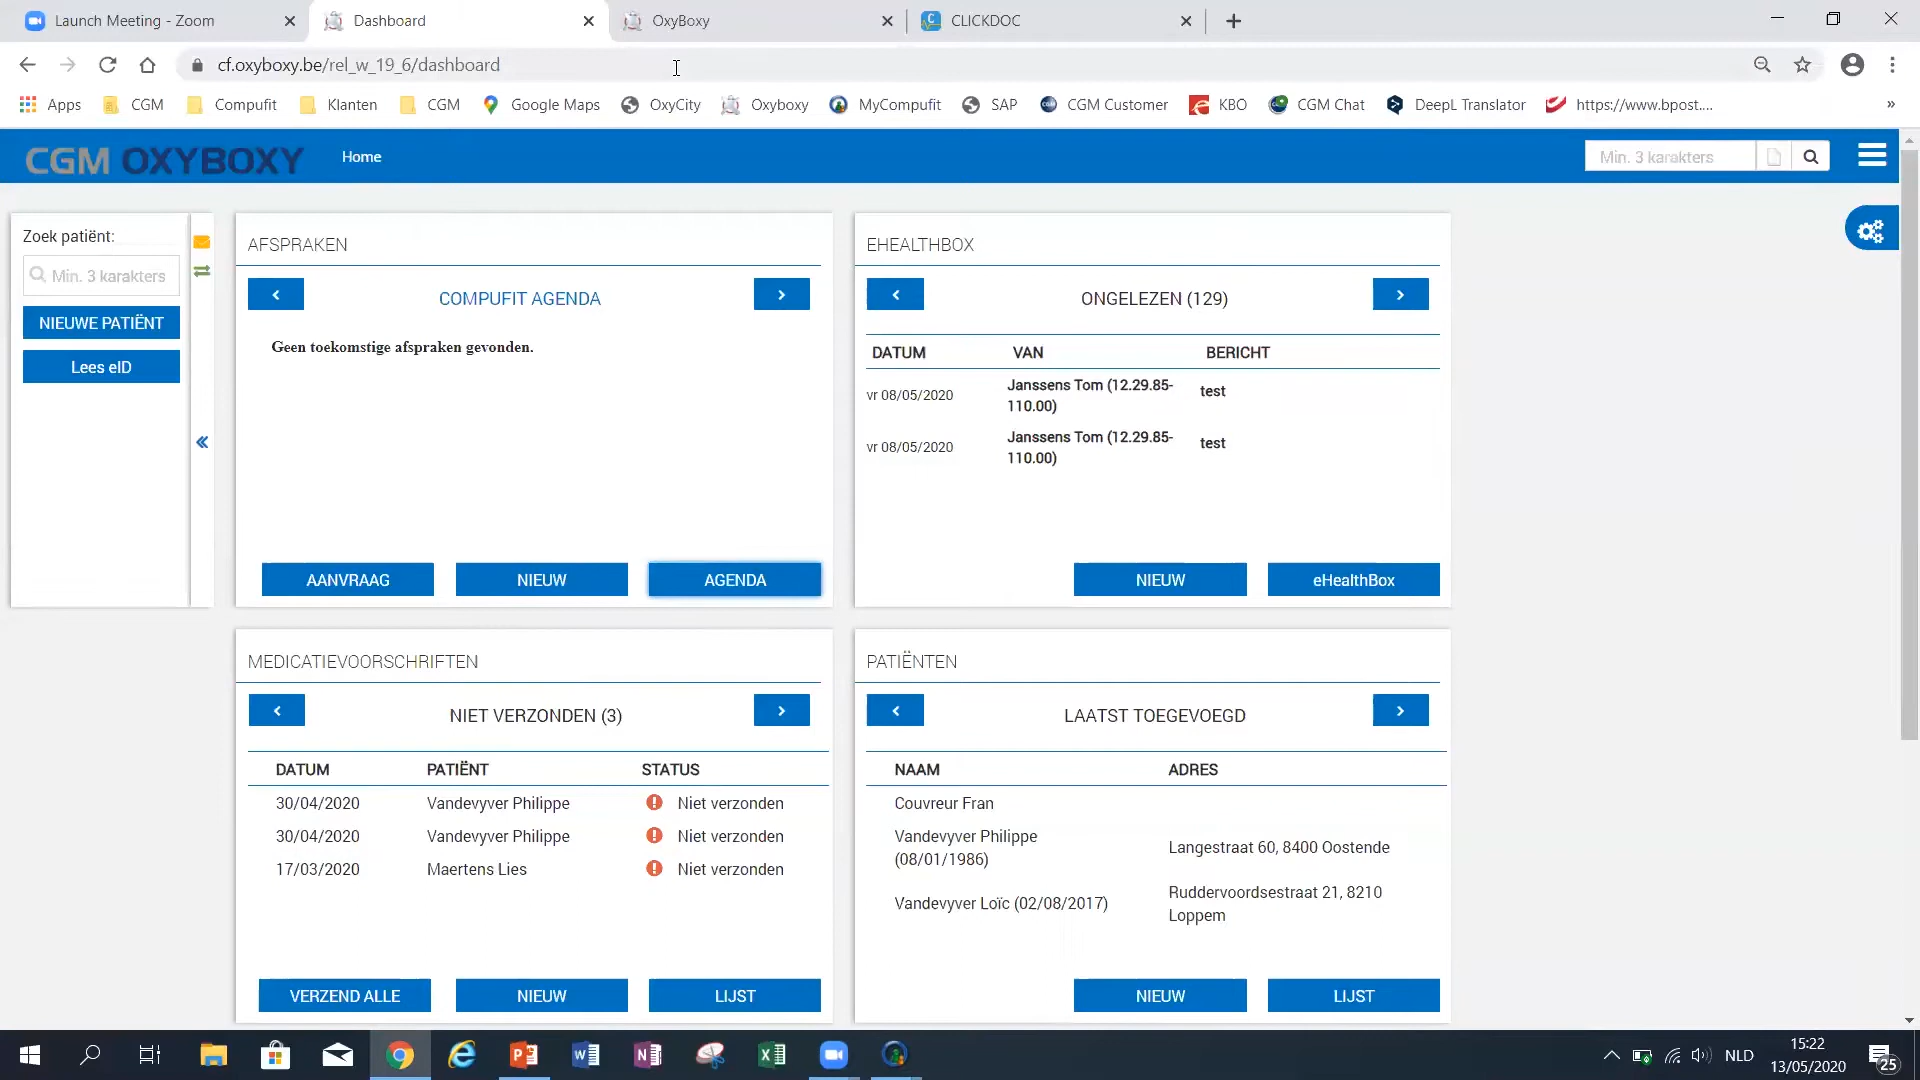 Launch Meeting - Zoom
Dashboard
OxyBoxy
CLICKDOC
cf.oxyboxy.be/rel_w_19_6/dashboard
Apps
CGM
Compufit
Klanten
CGM
Google Maps
OxyCity
Oxyboxy
MyCompufit
SAP
CGM Customer
KBO
CGM Chat
DeepL Translator
https://www.bpost....
»
CGM OXYBOXY
Home
Min. 3 karakters
Zoek patiënt:
Min. 3 karakters
NIEUWE PATIËNT
Lees eID
AFSPRAKEN
COMPUFIT AGENDA
Geen toekomstige afspraken gevonden.
AANVRAAG
NIEUW
AGENDA
EHEALTHBOX
ONGELEZEN (129)
DATUM VAN BERICHT
vr 08/05/2020 Janssens Tom (12.29.85- test
110.00)
vr 08/05/2020 Janssens Tom (12.29.85- test
110.00)
NIEUW
eHealthBox
MEDICATIEVOORSCHRIFTEN
NIET VERZONDEN (3)
DATUM PATIËNT STATUS
30/04/2020 Vandevyver Philippe Niet verzonden
30/04/2020 Vandevyver Philippe Niet verzonden
17/03/2020 Maertens Lies Niet verzonden
VERZEND ALLE
NIEUW
LIJST
PATIËNTEN
LAATST TOEGEVOEGD
NAAM ADRES
Couvreur Fran
Vandevyver Philippe
(08/01/1986) Langestraat 60, 8400 Oostende
Vandevyver Loïc (02/08/2017) Ruddervoordsestraat 21, 8210
Loppem
NIEUW
LIJST
NLD
15:22
13/05/2020
25